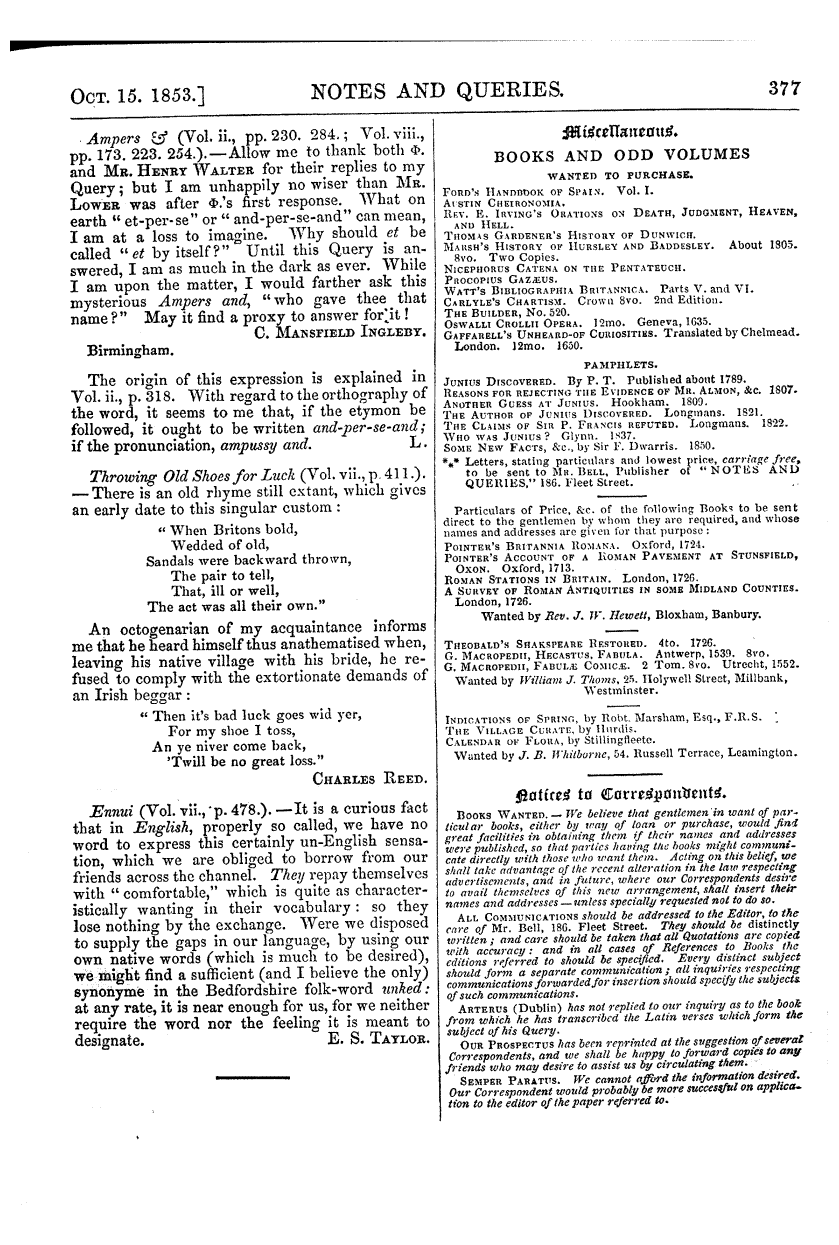 OCT. 15. 1853.] NOTES AND QUERIES. 377
Ampers & (Vol. ii., pp. 230. 284.; Vol. viii.,
pp. 173. 223. 254.).—Allow me to thank both Φ.
and MR. HENRY WALTER for their replies to my
Query; but I am unhappily no wiser than MR.
LOWER was after Φ.'s first response. What on
earth "et-per-se" or "and-per-se-and" can mean,
I am at a loss to imagine. Why should et be
called "et by itself?" Until this Query is an-
swered, I am as much in the dark as ever. While
I am upon the matter, I would farther ask this
mysterious Ampers and, "who gave thee that
name?" May it find a proxy to answer for it!
C. MANSFIELD INGLEBY.
Birmingham.
The origin of this expression is explained in
Vol. ii., p. 318. With regard to the orthography of
the word, it seems to me that, if the etymon be
followed, it ought to be written and-per-se-and;
if the pronunciation, ampussy and. L.
Throwing Old Shoes for Luck (Vol. vii., p. 411.).
—There is an old rhyme still extant, which gives
an early date to this singular custom:
"When Britons bold,
Wedded of old,
Sandals were backward thrown,
The pair to tell,
That, ill or well,
The act was all their own."
An octogenarian of my acquaintance informs
me that he heard himself thus anathematised when,
leaving his native village with his bride, he re-
fused to comply with the extortionate demands of
an Irish beggar:
"Then it's bad luck goes wid yer,
For my shoe I toss,
An ye niver come back,
'Twill be no great loss."
CHARLES REED.
Ennui (Vol. vii., p. 478.).—It is a curious fact
that in English, properly so called, we have no
word to express this certainly un-English sensa-
tion, which we are obliged to borrow from our
friends across the channel. They repay themselves
with "comfortable," which is quite as character-
istically wanting in their vocabulary: so they
lose nothing by the exchange. Were we disposed
to supply the gaps in our language, by using our
own native words (which is much to be desired),
we might find a sufficient (and I believe the only)
synonyme in the Bedfordshire folk-word unked:
at any rate, it is near enough for us, for we neither
require the word nor the feeling it is meant to
designate. E. S. TAYLOR.
Miscellaneous.
BOOKS AND ODD VOLUMES
WANTED TO PURCHASE.
FORD'S HANDBOOK OF SPAIN. Vol. I.
AUSTIN CHEIRONOMIA.
REV. E. IRVING'S ORATIONS ON DEATH, JUDGMENT, HEAVEN,
AND HELL.
THOMAS GARDENER'S HISTORY OF DUNWICH.
MARSH'S HISTORY OF HURSLEY AND BADDESLEY. About 1805.
8vo. Two Copies.
NICEPHORUS CATENA ON THE PENTATEUCH.
PROCOPIUS GAZÆUS.
WATT'S BIBLIOGRAPHIA BRITANNICA. Parts V. and VI.
CARLYLE'S CHARTISM. Crown 8vo. 2nd Edition.
THE BUILDER, No. 520.
OSWALLI CROLLII OPERA. 12mo. Geneva, 1635.
GAFFARELL'S UNHEARD-OF CURIOSITIES. Translated by Chelmead.
London. 12mo. 1650.
PAMPHLETS.
JUNIUS DISCOVERED. By P. T. Published about 1789.
REASONS FOR REJECTING THE EVIDENCE OF MR. ALMON, &c. 1807.
ANOTHER GUESS AT JUNIUS. Hookham. 1809.
THE AUTHOR OF JUNIUS DISCOVERED. Longmans. 1821.
THE CLAIMS OF SIR P. FRANCIS REFUTED. Longmans. 1822.
WHO WAS JUNIUS? Glynn. 1837.
SOME NEW FACTS, &c., by Sir F. Dwarris. 1850.
*** Letters, stating particulars and lowest price, carriage free,
to be sent to MR. BELL, Publisher of "NOTES AND
QUERIES," 186. Fleet Street.
Particulars of Price, &c. of the following Books to be sent
direct to the gentlemen by whom they are required, and whose
names and addresses are given for that purpose:
POINTER'S BRITANNIA ROMANA. Oxford, 1724.
POINTER'S ACCOUNT OF A ROMAN PAVEMENT AT STUNSFIELD,
OXON. Oxford, 1713.
ROMAN STATIONS IN BRITAIN. London, 1726.
A SURVEY OF ROMAN ANTIQUITIES IN SOME MIDLAND COUNTIES.
London, 1726.
Wanted by Rev. J. W. Hewett, Bloxham, Banbury.
THEOBALD'S SHAKSPEARE RESTORED. 4to. 1726.
G. MACROPEDII, HECASTUS, FABULA. Antwerp, 1539. 8vo.
G. MACROPEDII, FABULÆ COMICÆ. 2 Tom. 8vo. Utrecht, 1552.
Wanted by William J. Thoms, 25. Holywell Street, Millbank,
Westminster.
INDICATIONS OF SPRING, by Robt. Marsham, Esq., F.R.S.
THE VILLAGE CURATE, by Hurdis.
CALENDAR OF FLORA, by Stillingfleete.
Wanted by J. B. Whitborne, 54. Russell Terrace, Leamington.
Notices to Correspondents.
BOOKS WANTED.—We believe that gentlemen in want of par-
ticular books, either by way of loan or purchase, would find
great facilities in obtaining them if their names and addresses
were published, so that parties having the books might communi-
cate directly with those who want them. Acting on this belief, we
shall take advantage of the recent alteration in the law respecting
advertisements, and in future, where our Correspondents desire
to avail themselves of this new arrangement, shall insert their
names and addresses—unless specially requested not to do so.
ALL COMMUNICATIONS should be addressed to the Editor, to the
care of Mr. Bell, 186. Fleet Street. They should be distinctly
written; and care should be taken that all Quotations are copied
with accuracy: and in all cases of References to Books the
editions referred to should be specified. Every distinct subject
should form a separate communication; all inquiries respecting
communications forwarded for insertion should specify the subjects
of such communications.
ARTERUS (Dublin) has not replied to our inquiry as to the book
from which he has transcribed the Latin verses which form the
subject of his Query.
OUR PROSPECTUS has been reprinted at the suggestion of several
Correspondents, and we shall be happy to forward copies to any
friends who may desire to assist us by circulating them.
SEMPER PARATUS. We cannot afford the information desired.
Our Correspondent would probably be more successful on applica-
tion to the editor of the paper referred to.